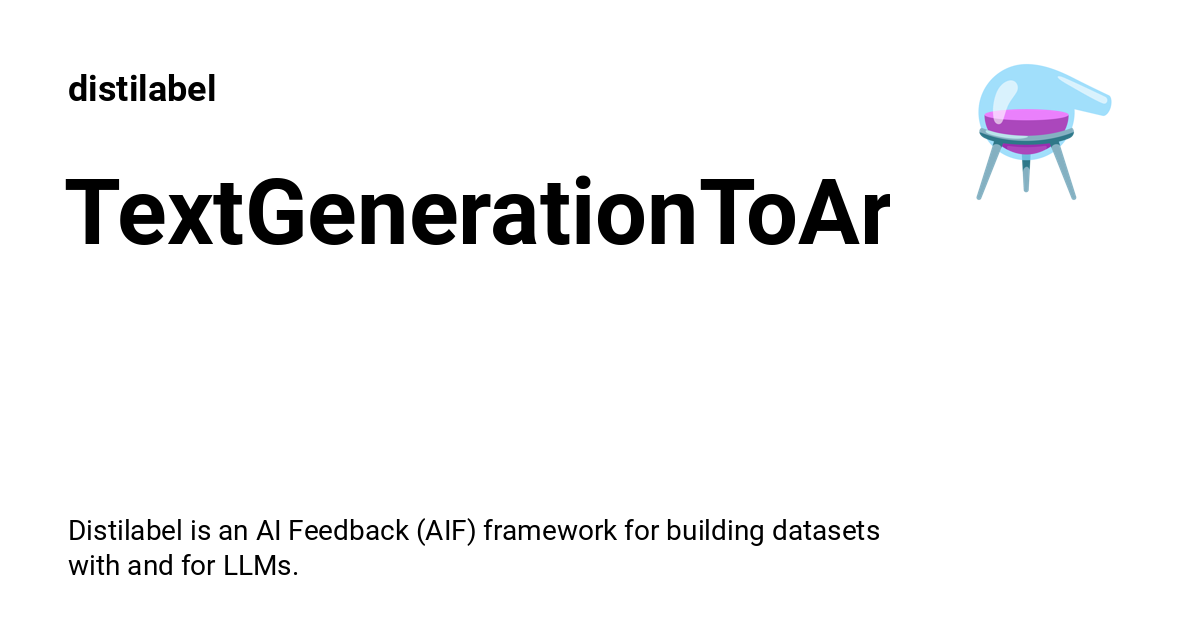 distilabel
TextGenerationToAr
Distilabel is an AI Feedback (AIF) framework for building datasets
with and for LLMs.